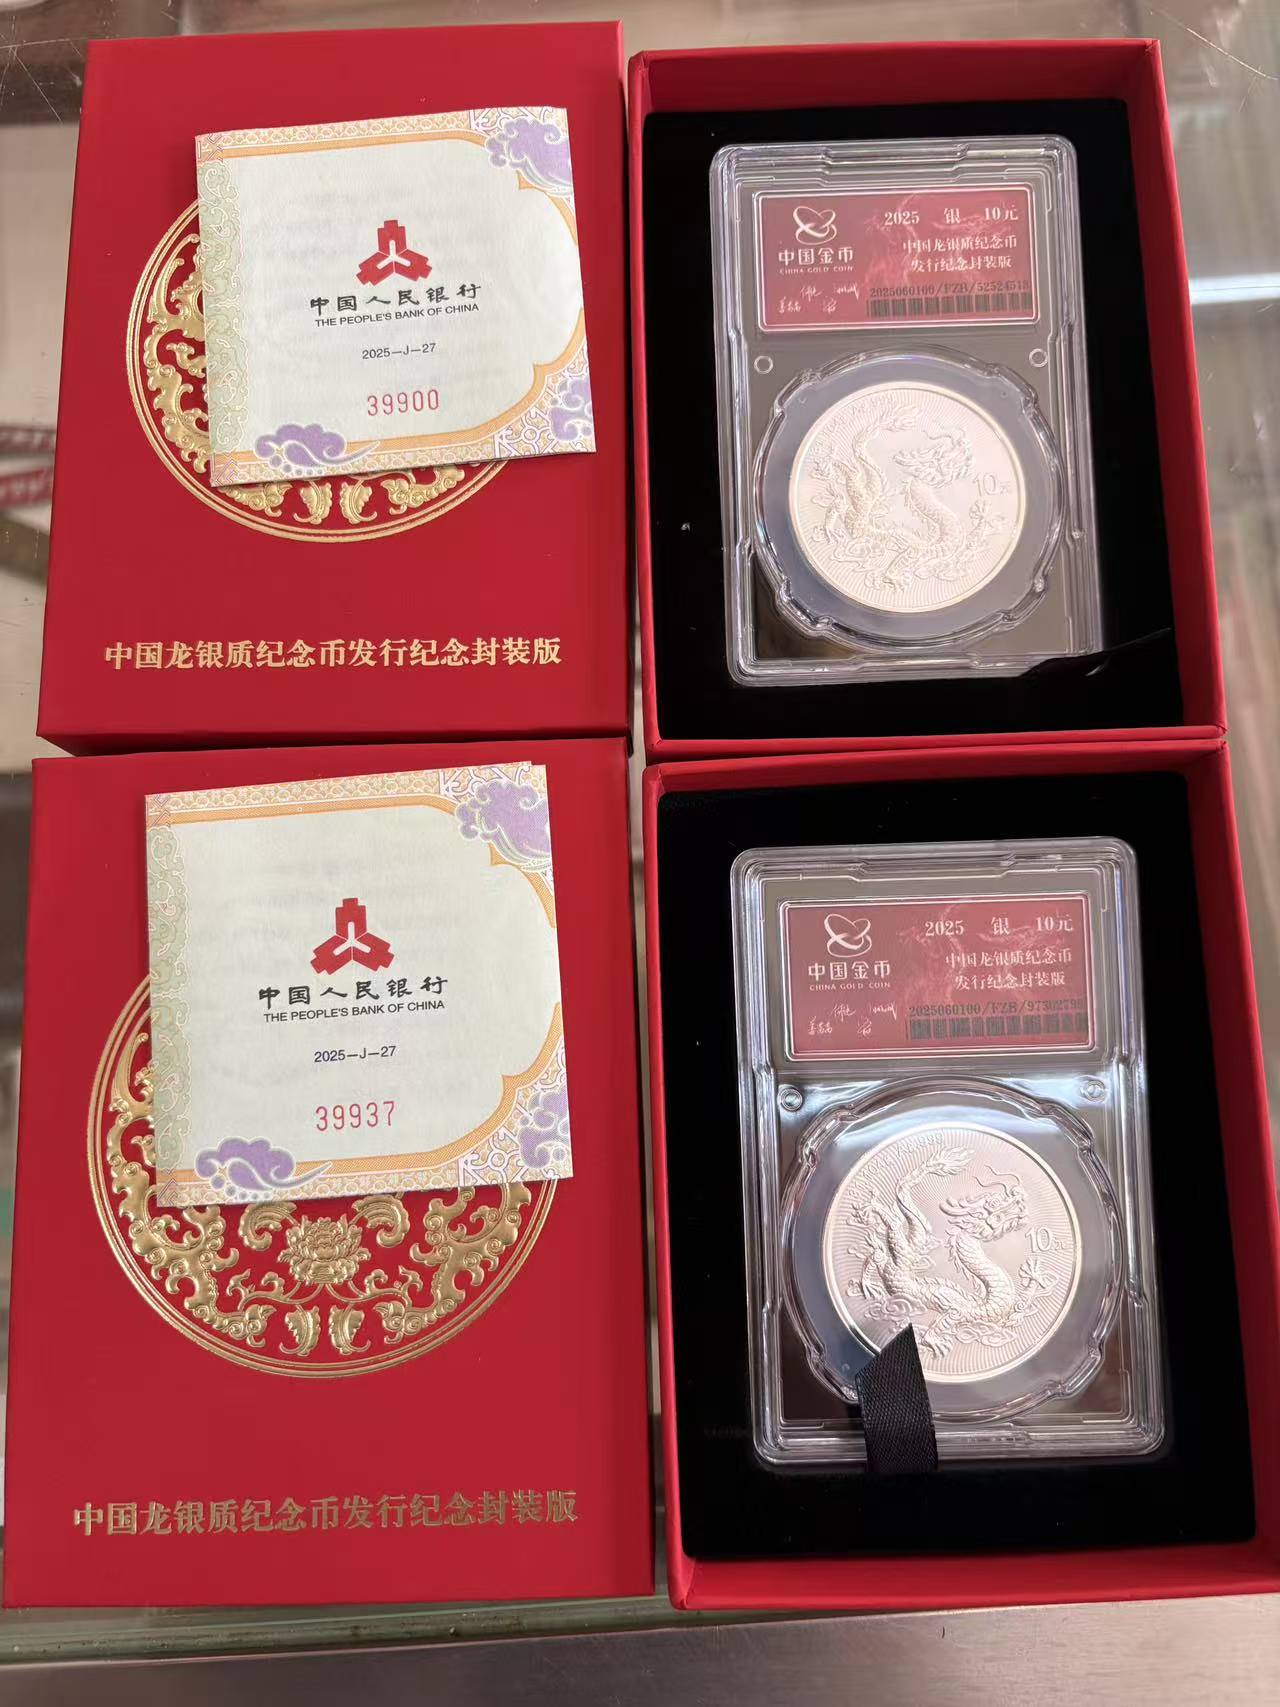 中国人民银行
THE PEOPLE'S BANK OF CHINA
2025—J—27
39900
中国龙银质纪念币发行纪念封装版
中国金币
CHINA GOLD COIN
2025 银 10元
中国龙银质纪念币
发行纪念封装版
2025060100/FZB/52524513
10元
中国人民银行
THE PEOPLE'S BANK OF CHINA
2025—J—27
39937
中国龙银质纪念币发行纪念封装版
中国金币
CHINA GOLD COIN
2025 银 10元
中国龙银质纪念币
发行纪念封装版
10元